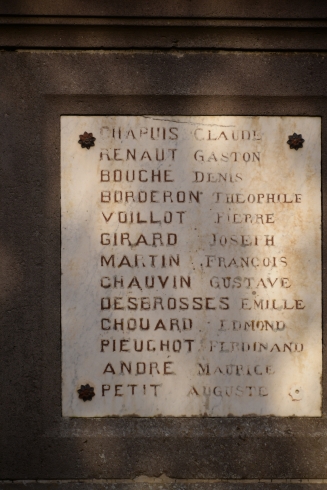 CHAPUIS CLAUDE
RENAUT GASTON
BOUCHE DENIS
BORDERON THEOPHILE
VOILLOT PIERRE
GIRARD JOSEPH
MARTIN FRANCOIS
CHAUVIN GUSTAVE
DESBROSSES EMILLE
CHOUARD EDMOND
PIEUCHOT FERDINAND
ANDRÉ MAURICE
PETIT AUGUSTE